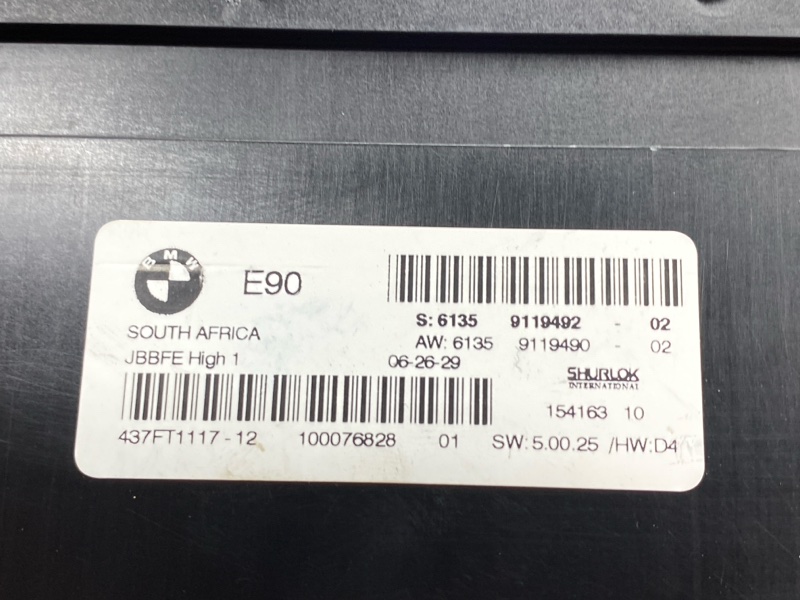 BMW
E90
S: 6135 9119492 - 02
SOUTH AFRICA
AW: 6135 9119490 - 02
JBBFE High 1 06-26-29
SHURLOK
INTERNATIONAL
154163 10
437FT1117-12 100076828 01 SW: 5.00.25 /HW:D4